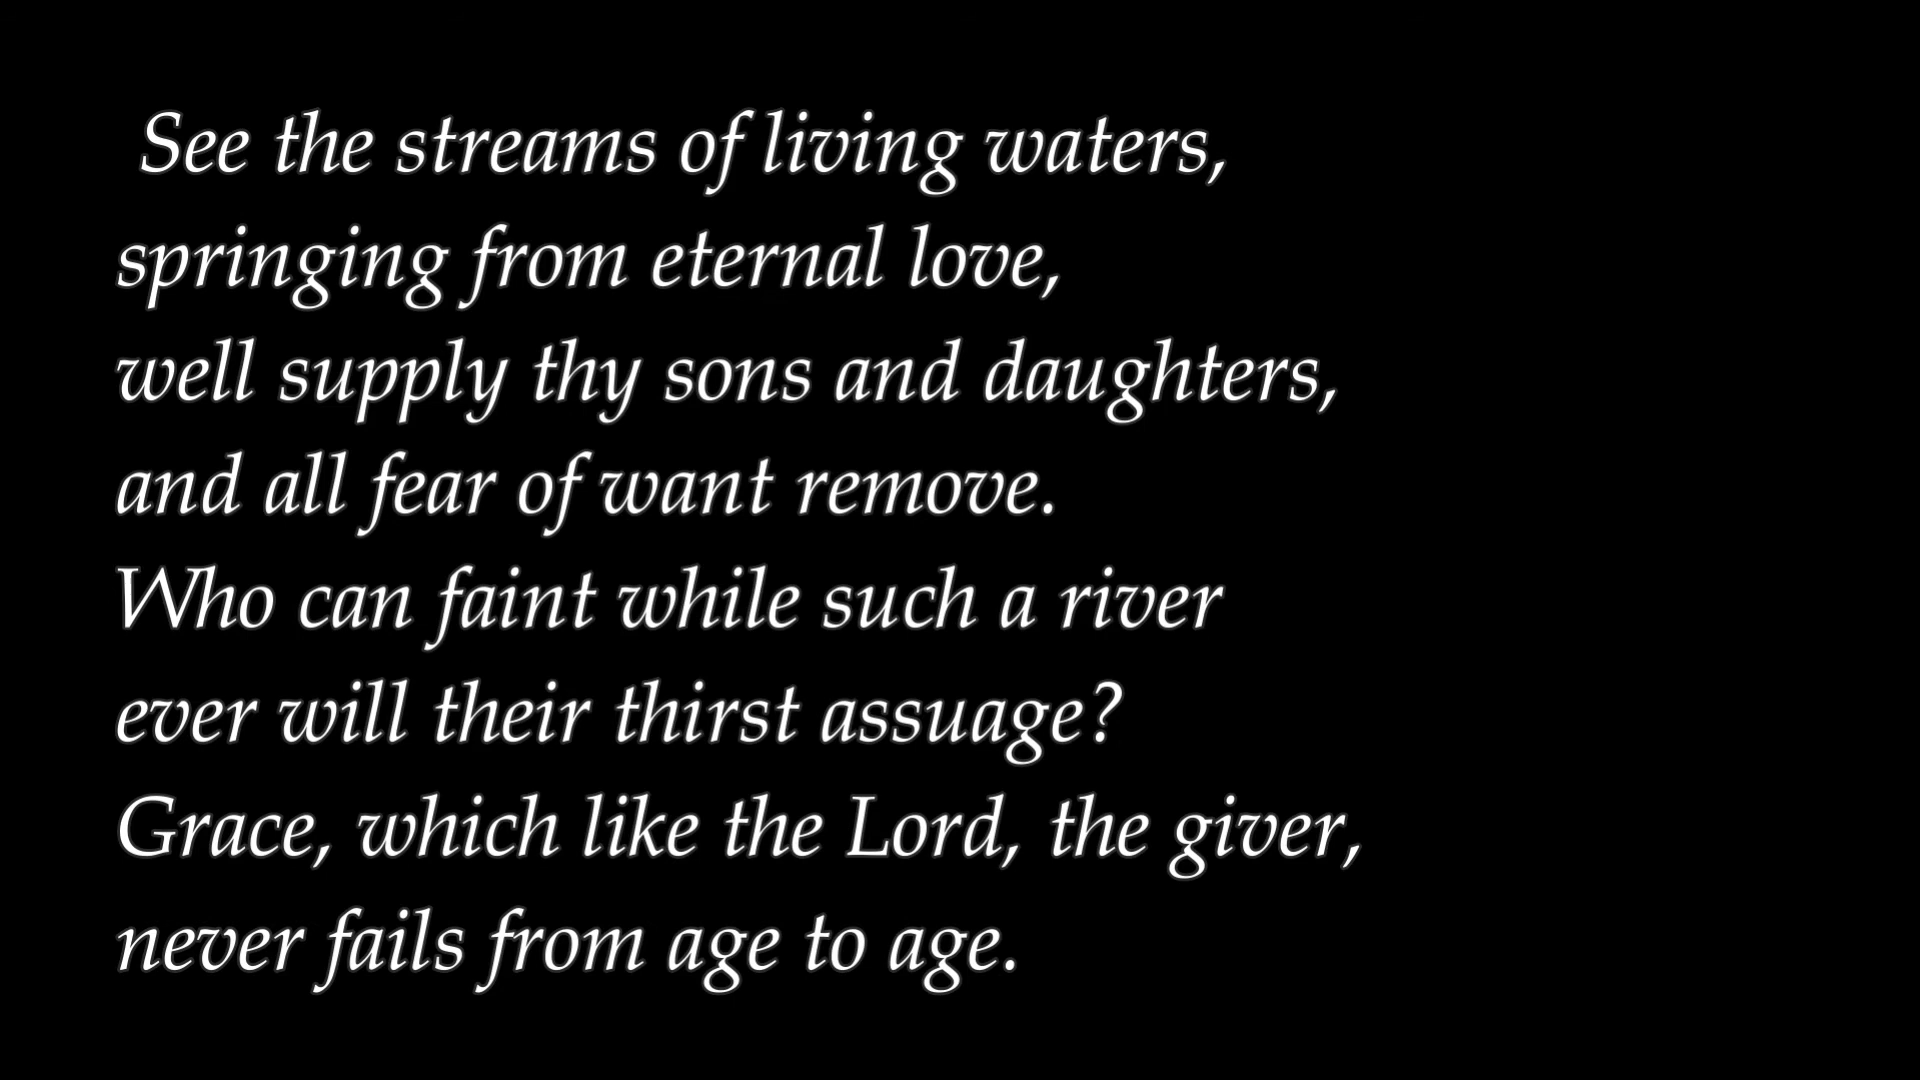 See the streams of living waters,
springing from eternal love,
well supply thy sons and daughters,
and all fear of want remove.
Who can faint while such a river
ever will their thirst assuage?
Grace, which like the Lord, the giver,
never fails from age to age.